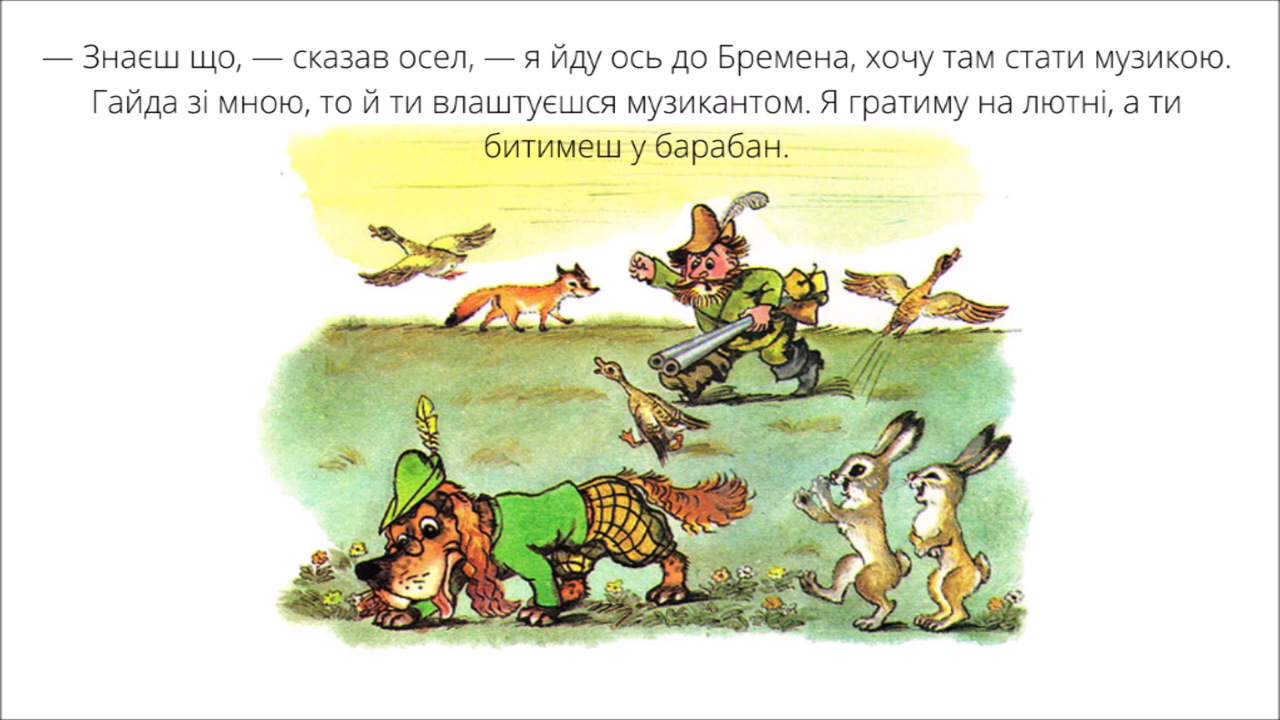 — Знаєш що, — сказав осел, — я йду ось до Бремена, хочу там стати музикою.
Гайда зі мною, то й ти влаштуєшся музикантом. Я гратиму на лютні, а ти
битимеш у барабан.